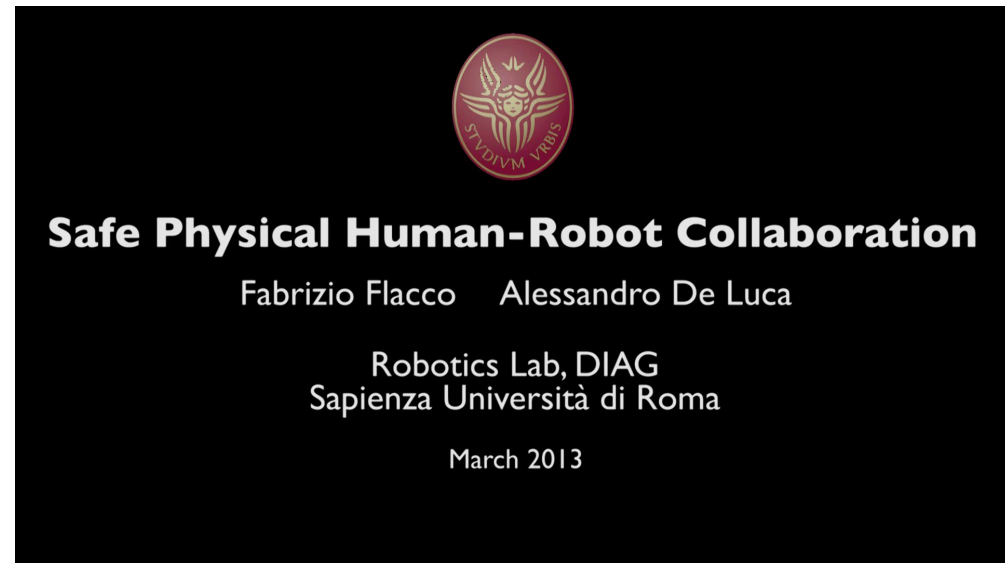 STVDIVM VRBIS
Safe Physical Human-Robot Collaboration
Fabrizio Flacco Alessandro De Luca
Robotics Lab, DIAG
Sapienza Università di Roma
March 2013